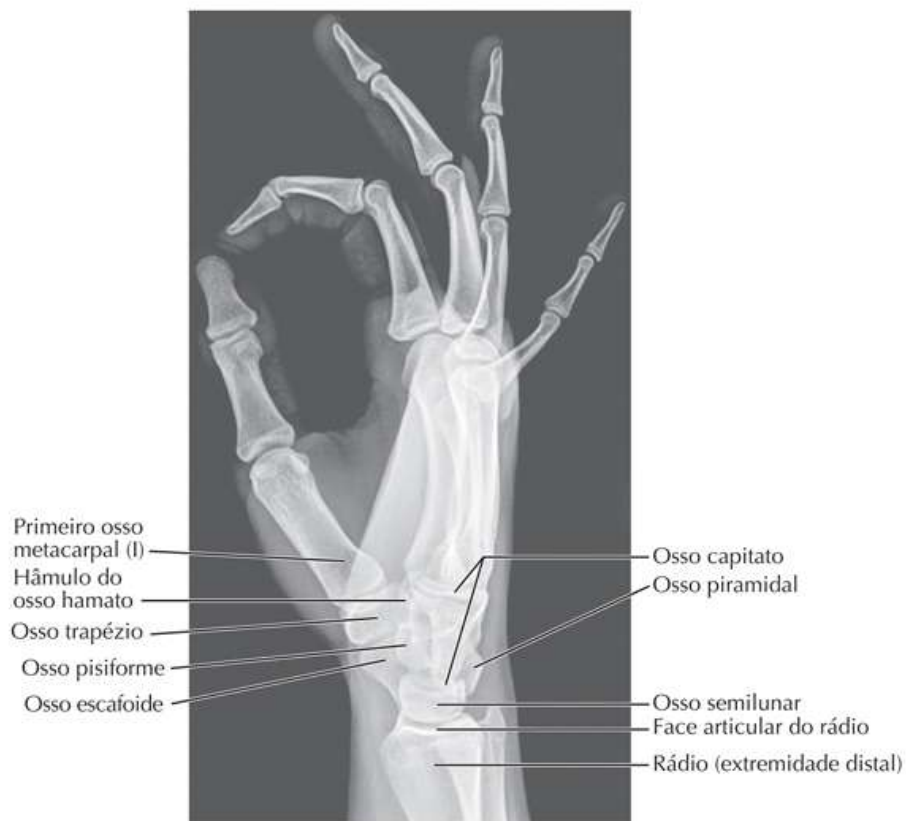 Primeiro osso
metacarpal (I)
Hâmulo do
osso hamato
Osso trapézio
Osso pisiforme
Osso escafoide
Osso capitato
Osso piramidal
Osso semilunar
Face articular do rádio
Rádio (extremidade distal)